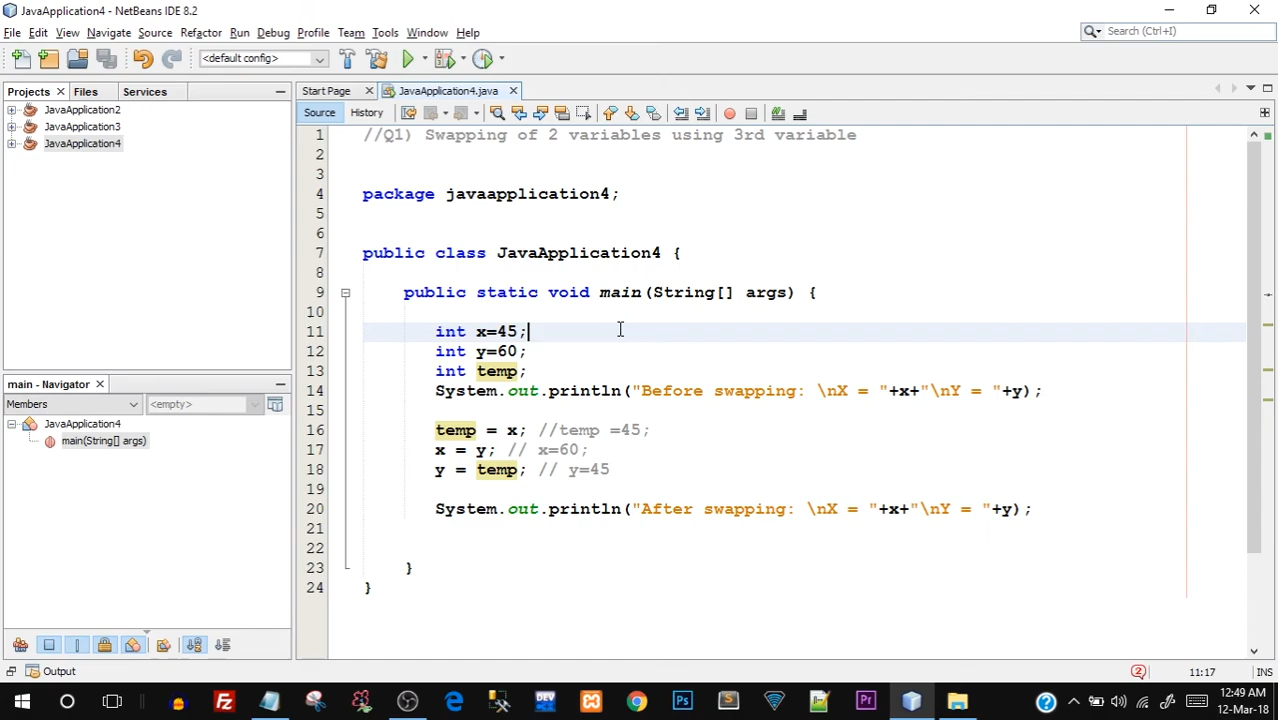 JavaApplication4 - NetBeans IDE 8.2
File Edit View Navigate Source Refactor Run Debug Profile Team Tools Window Help
Search (Ctrl+I)
<default config>
Projects Files Services
Start Page JavaApplication4.java
JavaApplication2
JavaApplication3
JavaApplication4
Source History
1 //Q1) Swapping of 2 variables using 3rd variable
2
3
4 package javaapplication4;
5
6
7 public class JavaApplication4 {
8
9 public static void main(String[] args) {
10
11 int x=45;
12 int y=60;
13 int temp;
14 System.out.println("Before swapping: \nX = "+x+"\nY = "+y);
15
16 temp = x; //temp =45;
17 x = y; // x=60;
18 y = temp; // y=45
19
20 System.out.println("After swapping: \nX = "+x+"\nY = "+y);
21
22
23 }
24 }
main - Navigator
Members <empty>
JavaApplication4
main(String[] args)
Output
2 11:17 INS
12:49 AM
12-Mar-18